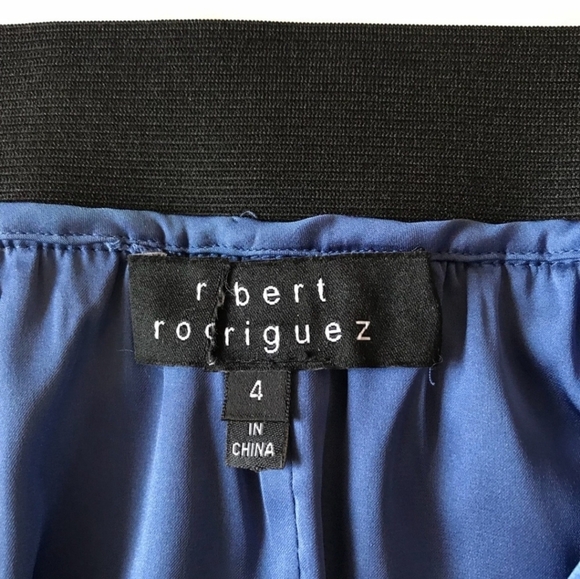 robert
rodriguez
4
IN
CHINA